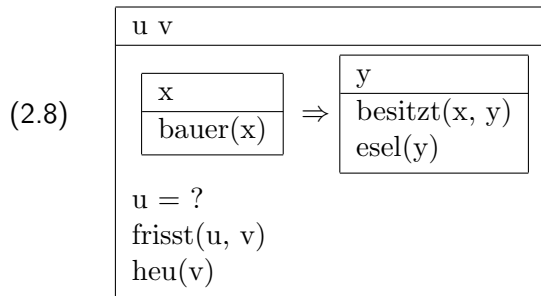 u v
(2.8)
x
bauer(x)
⇒
y
besitzt(x, y)
esel(y)
u = ?
frisst(u, v)
heu(v)